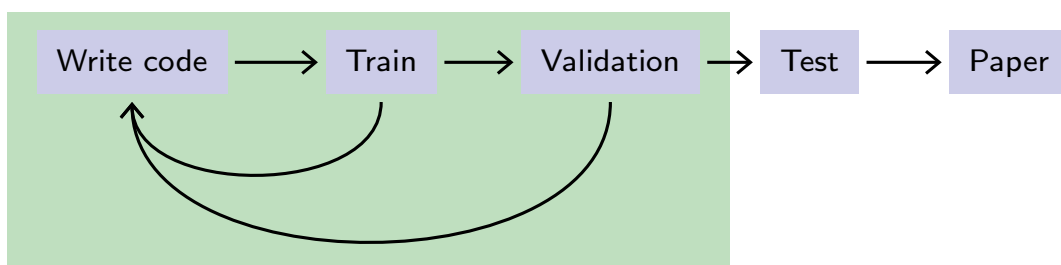 Write code
Train
Validation
Test
Paper